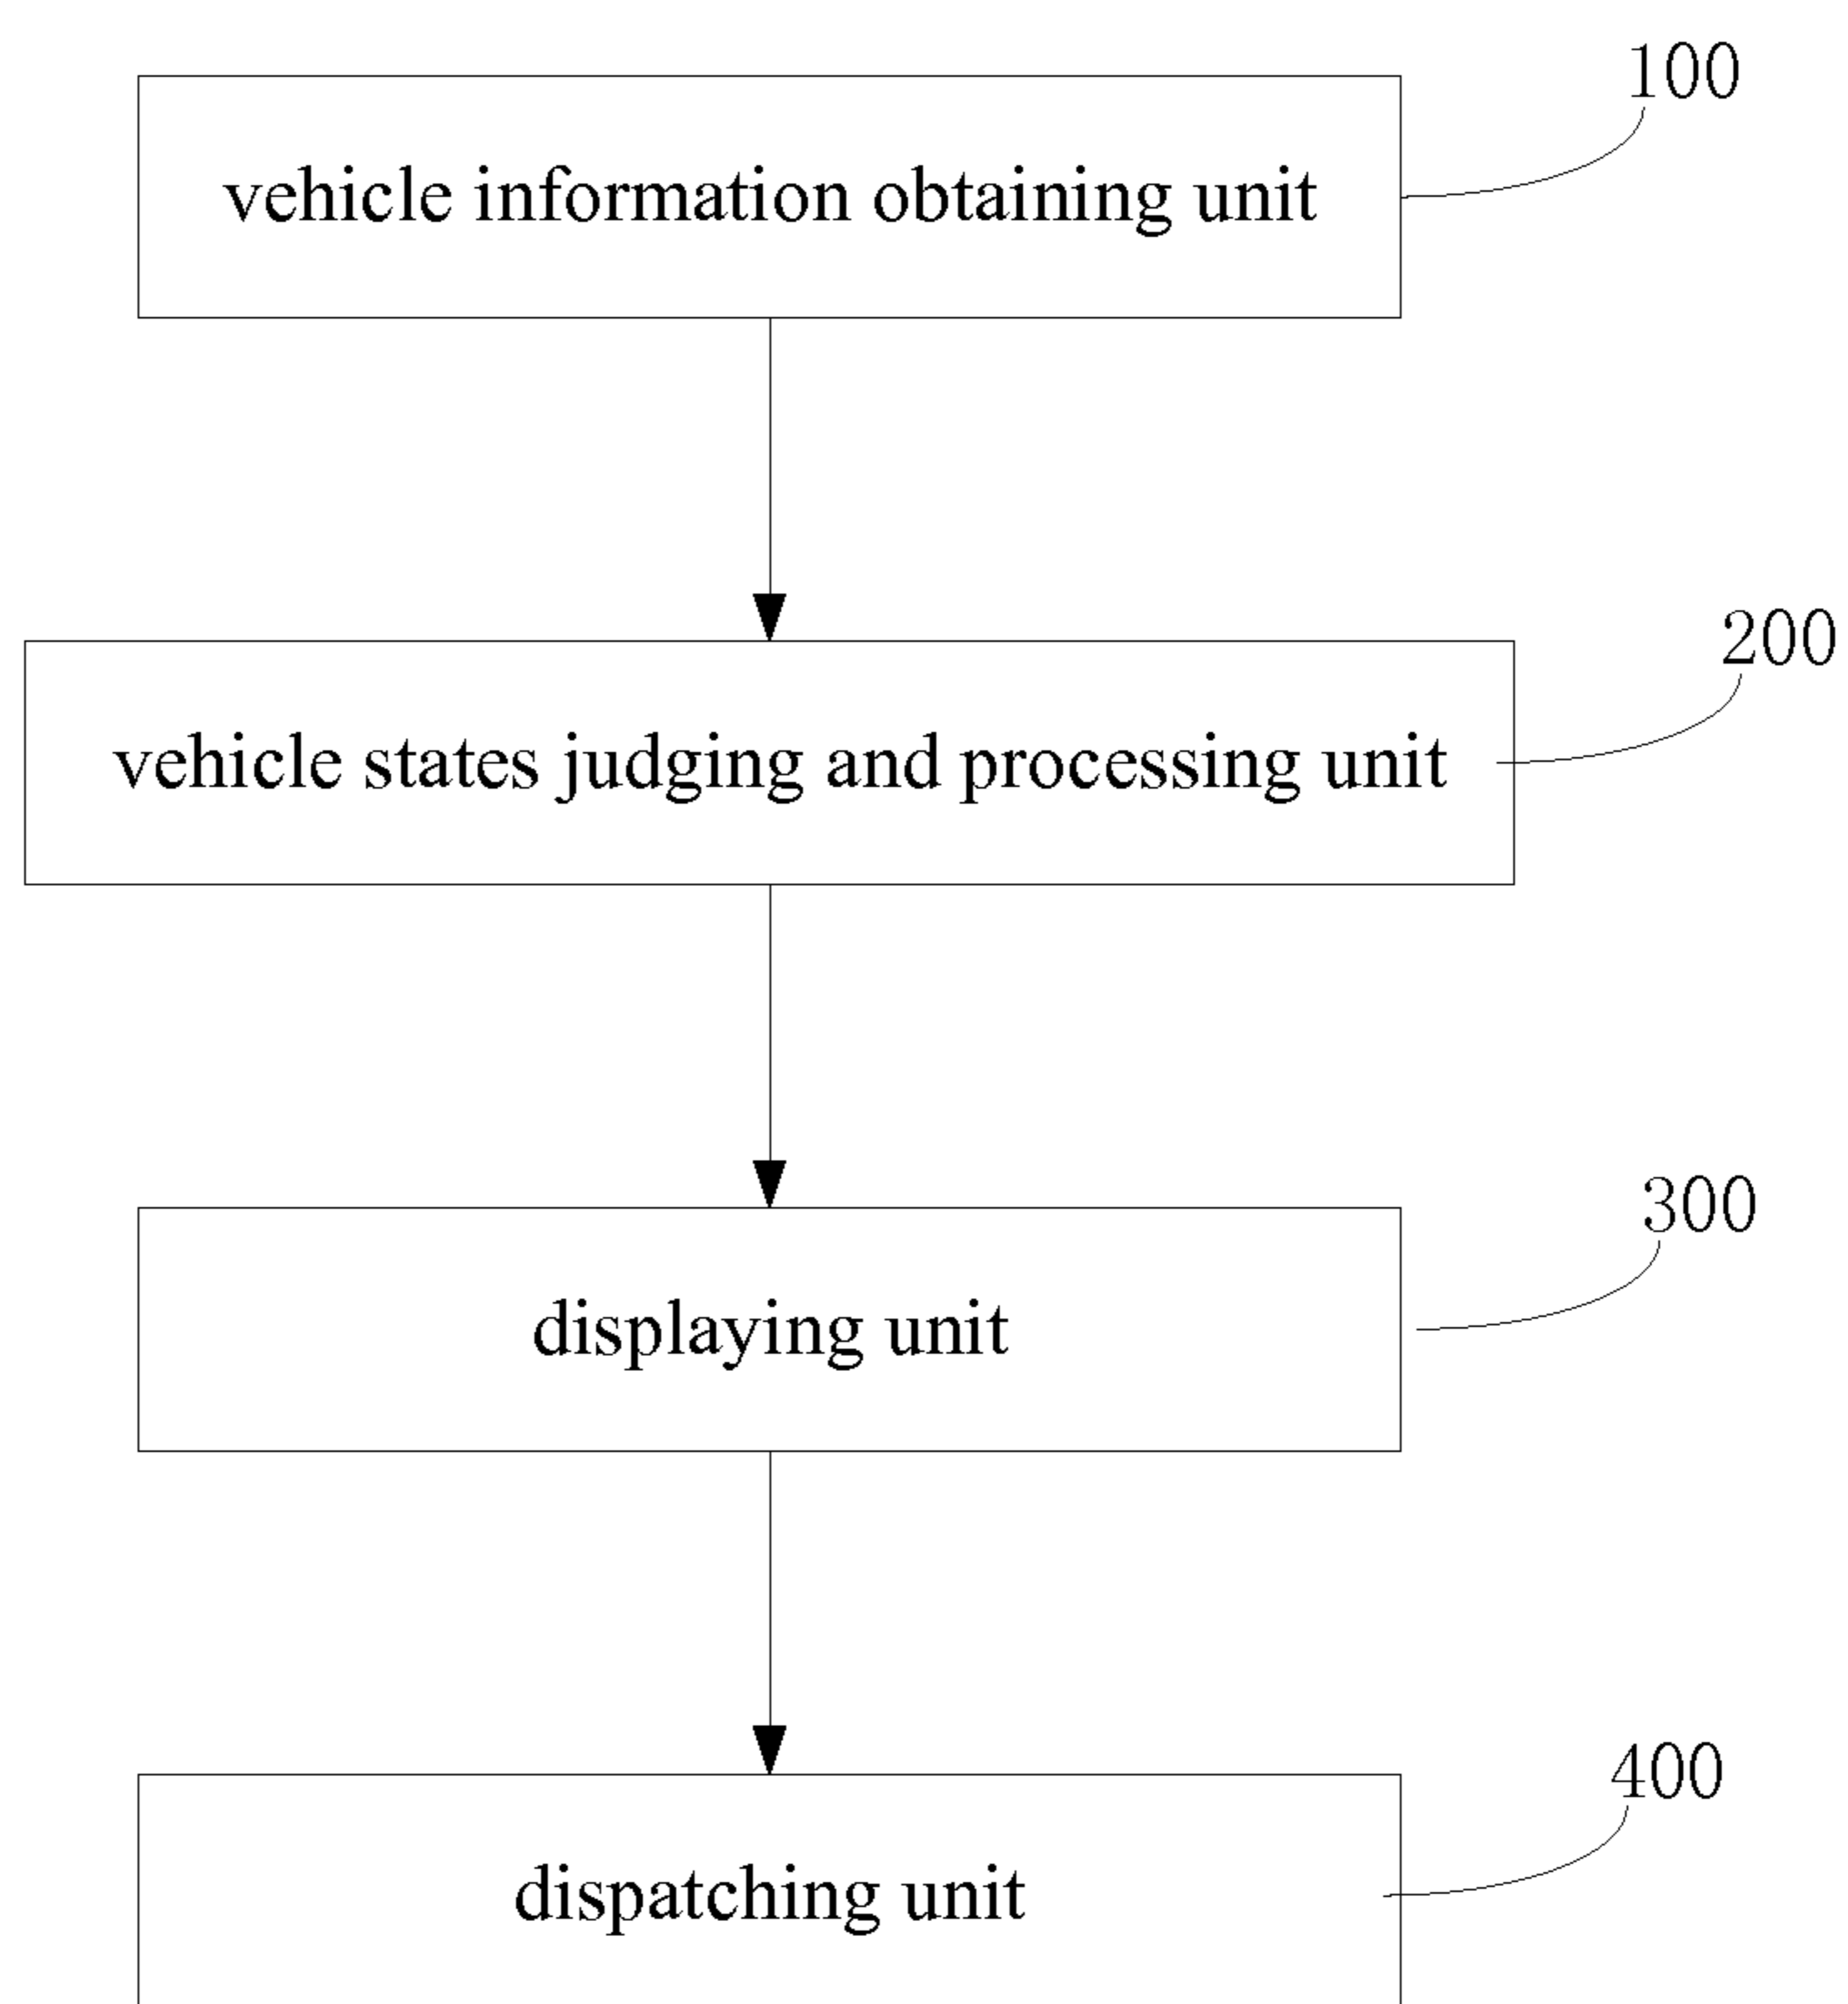 100
vehicle information obtaining unit
200
vehicle states judging and processing unit
300
displaying unit
400
dispatching unit